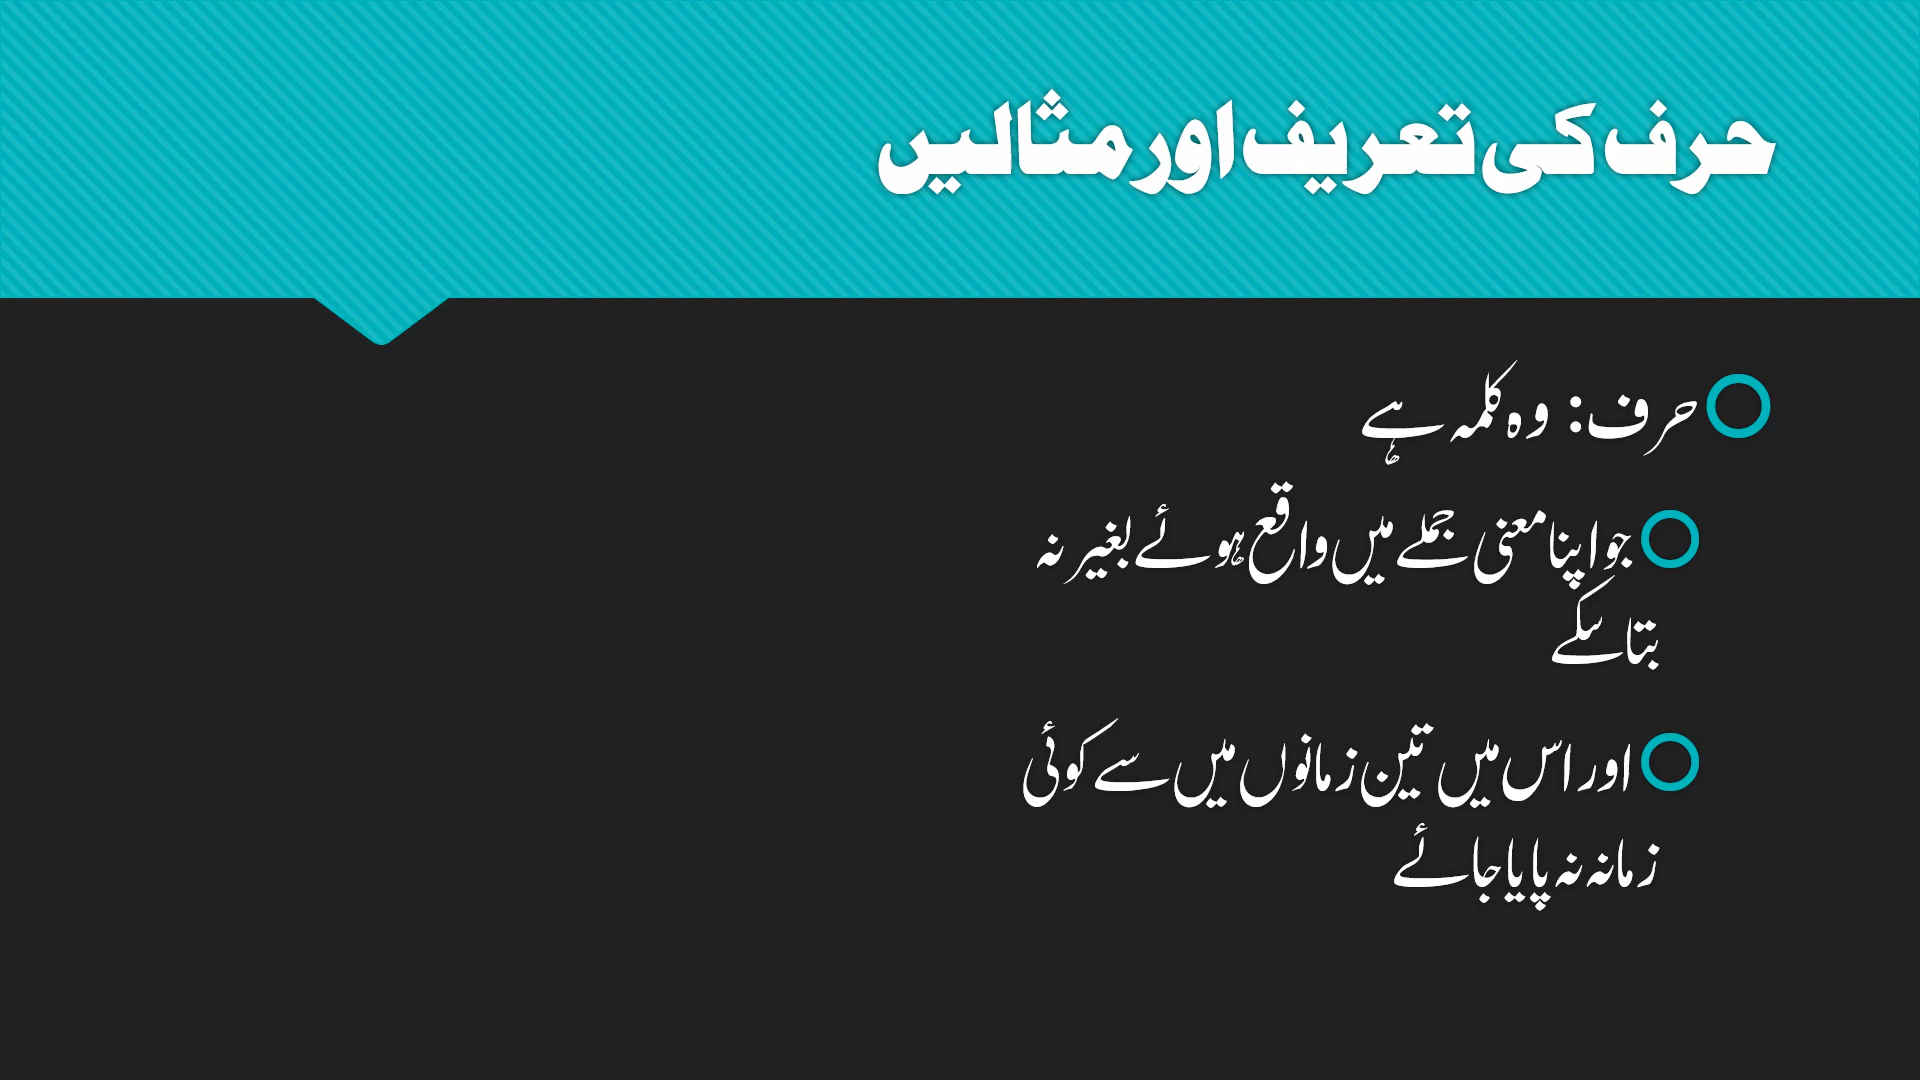 حرف کی تعریف اور مثالیں
حرف: وہ کلمہ ہے
جو اپنا معنی جملے میں واقع ہوئے بغیر نہ
بتا سکے
اور اس میں تین زمانوں میں سے کوئی
زمانہ نہ پایا جائے